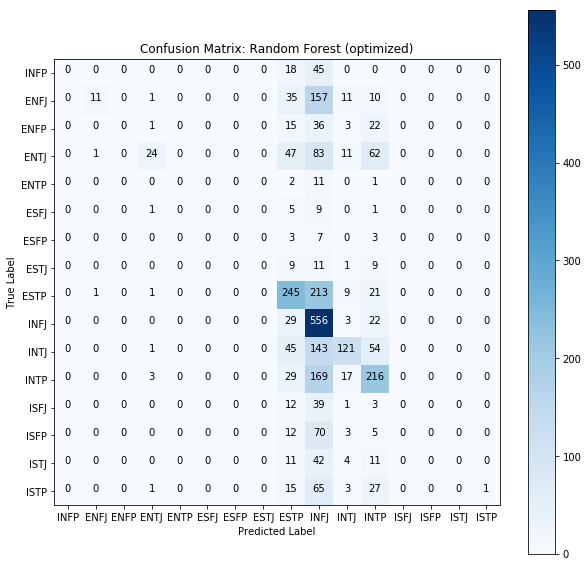 Confusion Matrix: Random Forest (optimized)
INFP 0 0 0 0 0 0 0 0 18 45 0 0 0 0 0 0
ENFJ 0 11 0 1 0 0 0 0 35 157 11 10 0 0 0 0
ENFP 0 0 0 1 0 0 0 0 15 36 3 22 0 0 0 0
ENTJ 0 1 0 24 0 0 0 0 47 83 11 62 0 0 0 0
ENTP 0 0 0 0 0 0 0 0 2 11 0 1 0 0 0 0
ESFJ 0 0 0 1 0 0 0 0 5 9 0 1 0 0 0 0
ESFP 0 0 0 0 0 0 0 0 3 7 0 3 0 0 0 0
ESTJ 0 0 0 0 0 0 0 0 9 11 1 9 0 0 0 0
ESTP 0 1 0 1 0 0 0 0 245 213 9 21 0 0 0 0
INFJ 0 0 0 0 0 0 0 0 29 556 3 22 0 0 0 0
INTJ 0 0 0 1 0 0 0 0 45 143 121 54 0 0 0 0
INTP 0 0 0 3 0 0 0 0 29 169 17 216 0 0 0 0
ISFJ 0 0 0 0 0 0 0 0 12 39 1 3 0 0 0 0
ISFP 0 0 0 0 0 0 0 0 12 70 3 5 0 0 0 0
ISTJ 0 0 0 0 0 0 0 0 11 42 4 11 0 0 0 0
ISTP 0 0 0 1 0 0 0 0 15 65 3 27 0 0 0 1
INFP ENFJ ENFP ENTJ ENTP ESFJ ESFP ESTJ ESTP INFJ INTJ INTP ISFJ ISFP ISTJ ISTP
Predicted Label
True Label
500
400
300
200
100
0